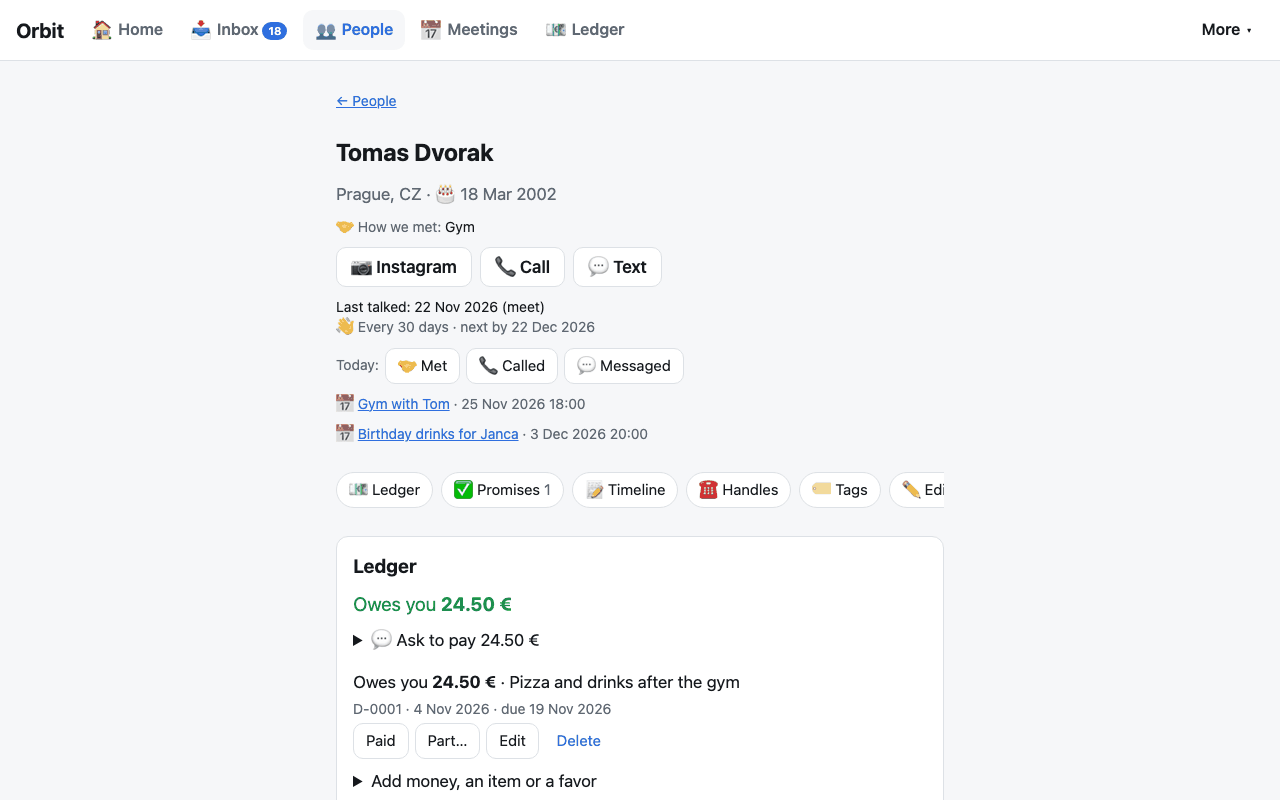 Orbit 🏠 Home 📥 Inbox 18 👥 People 📅 Meetings 💵 Ledger More ▾
← People
Tomas Dvorak
Prague, CZ · 🎂 18 Mar 2002
🤝 How we met: Gym
📷 Instagram 📞 Call 💬 Text
Last talked: 22 Nov 2026 (meet)
👋 Every 30 days · next by 22 Dec 2026
Today: 🤝 Met 📞 Called 💬 Messaged
📅 Gym with Tom · 25 Nov 2026 18:00
📅 Birthday drinks for Janca · 3 Dec 2026 20:00
💵 Ledger ✅ Promises 1 📝 Timeline ☎️ Handles 🏷️ Tags ✏️ Edi
Ledger
Owes you 24.50 €
▶ 💬 Ask to pay 24.50 €
Owes you 24.50 € · Pizza and drinks after the gym
D-0001 · 4 Nov 2026 · due 19 Nov 2026
Paid Part... Edit Delete
▶ Add money, an item or a favor